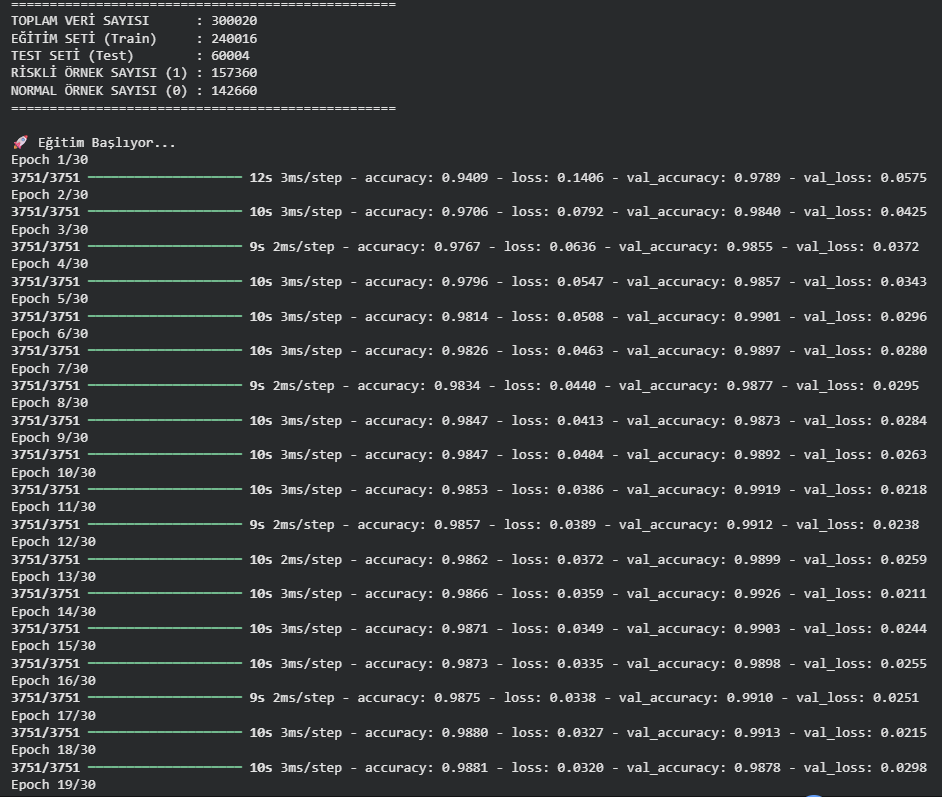 ==================================================
TOPLAM VERİ SAYISI      : 300020
EĞİTİM SETİ (Train)     : 240016
TEST SETİ (Test)        : 60004
RİSKLİ ÖRNEK SAYISI (1) : 157360
NORMAL ÖRNEK SAYISI (0) : 142660
==================================================
🚀 Eğitim Başlıyor...
Epoch 1/30
3751/3751 ━━━━━━━━━━━━━━━━━━━━ 12s 3ms/step - accuracy: 0.9409 - loss: 0.1406 - val_accuracy: 0.9789 - val_loss: 0.0575
Epoch 2/30
3751/3751 ━━━━━━━━━━━━━━━━━━━━ 10s 3ms/step - accuracy: 0.9706 - loss: 0.0792 - val_accuracy: 0.9840 - val_loss: 0.0425
Epoch 3/30
3751/3751 ━━━━━━━━━━━━━━━━━━━━ 9s 2ms/step - accuracy: 0.9767 - loss: 0.0636 - val_accuracy: 0.9855 - val_loss: 0.0372
Epoch 4/30
3751/3751 ━━━━━━━━━━━━━━━━━━━━ 10s 3ms/step - accuracy: 0.9796 - loss: 0.0547 - val_accuracy: 0.9857 - val_loss: 0.0343
Epoch 5/30
3751/3751 ━━━━━━━━━━━━━━━━━━━━ 10s 3ms/step - accuracy: 0.9814 - loss: 0.0508 - val_accuracy: 0.9901 - val_loss: 0.0296
Epoch 6/30
3751/3751 ━━━━━━━━━━━━━━━━━━━━ 10s 3ms/step - accuracy: 0.9826 - loss: 0.0463 - val_accuracy: 0.9897 - val_loss: 0.0280
Epoch 7/30
3751/3751 ━━━━━━━━━━━━━━━━━━━━ 9s 2ms/step - accuracy: 0.9834 - loss: 0.0440 - val_accuracy: 0.9877 - val_loss: 0.0295
Epoch 8/30
3751/3751 ━━━━━━━━━━━━━━━━━━━━ 10s 3ms/step - accuracy: 0.9847 - loss: 0.0413 - val_accuracy: 0.9873 - val_loss: 0.0284
Epoch 9/30
3751/3751 ━━━━━━━━━━━━━━━━━━━━ 10s 3ms/step - accuracy: 0.9847 - loss: 0.0404 - val_accuracy: 0.9892 - val_loss: 0.0263
Epoch 10/30
3751/3751 ━━━━━━━━━━━━━━━━━━━━ 10s 3ms/step - accuracy: 0.9853 - loss: 0.0386 - val_accuracy: 0.9919 - val_loss: 0.0218
Epoch 11/30
3751/3751 ━━━━━━━━━━━━━━━━━━━━ 9s 2ms/step - accuracy: 0.9857 - loss: 0.0389 - val_accuracy: 0.9912 - val_loss: 0.0238
Epoch 12/30
3751/3751 ━━━━━━━━━━━━━━━━━━━━ 10s 2ms/step - accuracy: 0.9862 - loss: 0.0372 - val_accuracy: 0.9899 - val_loss: 0.0259
Epoch 13/30
3751/3751 ━━━━━━━━━━━━━━━━━━━━ 10s 3ms/step - accuracy: 0.9866 - loss: 0.0359 - val_accuracy: 0.9926 - val_loss: 0.0211
Epoch 14/30
3751/3751 ━━━━━━━━━━━━━━━━━━━━ 10s 3ms/step - accuracy: 0.9871 - loss: 0.0349 - val_accuracy: 0.9903 - val_loss: 0.0244
Epoch 15/30
3751/3751 ━━━━━━━━━━━━━━━━━━━━ 10s 3ms/step - accuracy: 0.9873 - loss: 0.0335 - val_accuracy: 0.9898 - val_loss: 0.0255
Epoch 16/30
3751/3751 ━━━━━━━━━━━━━━━━━━━━ 9s 2ms/step - accuracy: 0.9875 - loss: 0.0338 - val_accuracy: 0.9910 - val_loss: 0.0251
Epoch 17/30
3751/3751 ━━━━━━━━━━━━━━━━━━━━ 10s 3ms/step - accuracy: 0.9880 - loss: 0.0327 - val_accuracy: 0.9913 - val_loss: 0.0215
Epoch 18/30
3751/3751 ━━━━━━━━━━━━━━━━━━━━ 10s 3ms/step - accuracy: 0.9881 - loss: 0.0320 - val_accuracy: 0.9878 - val_loss: 0.0298
Epoch 19/30